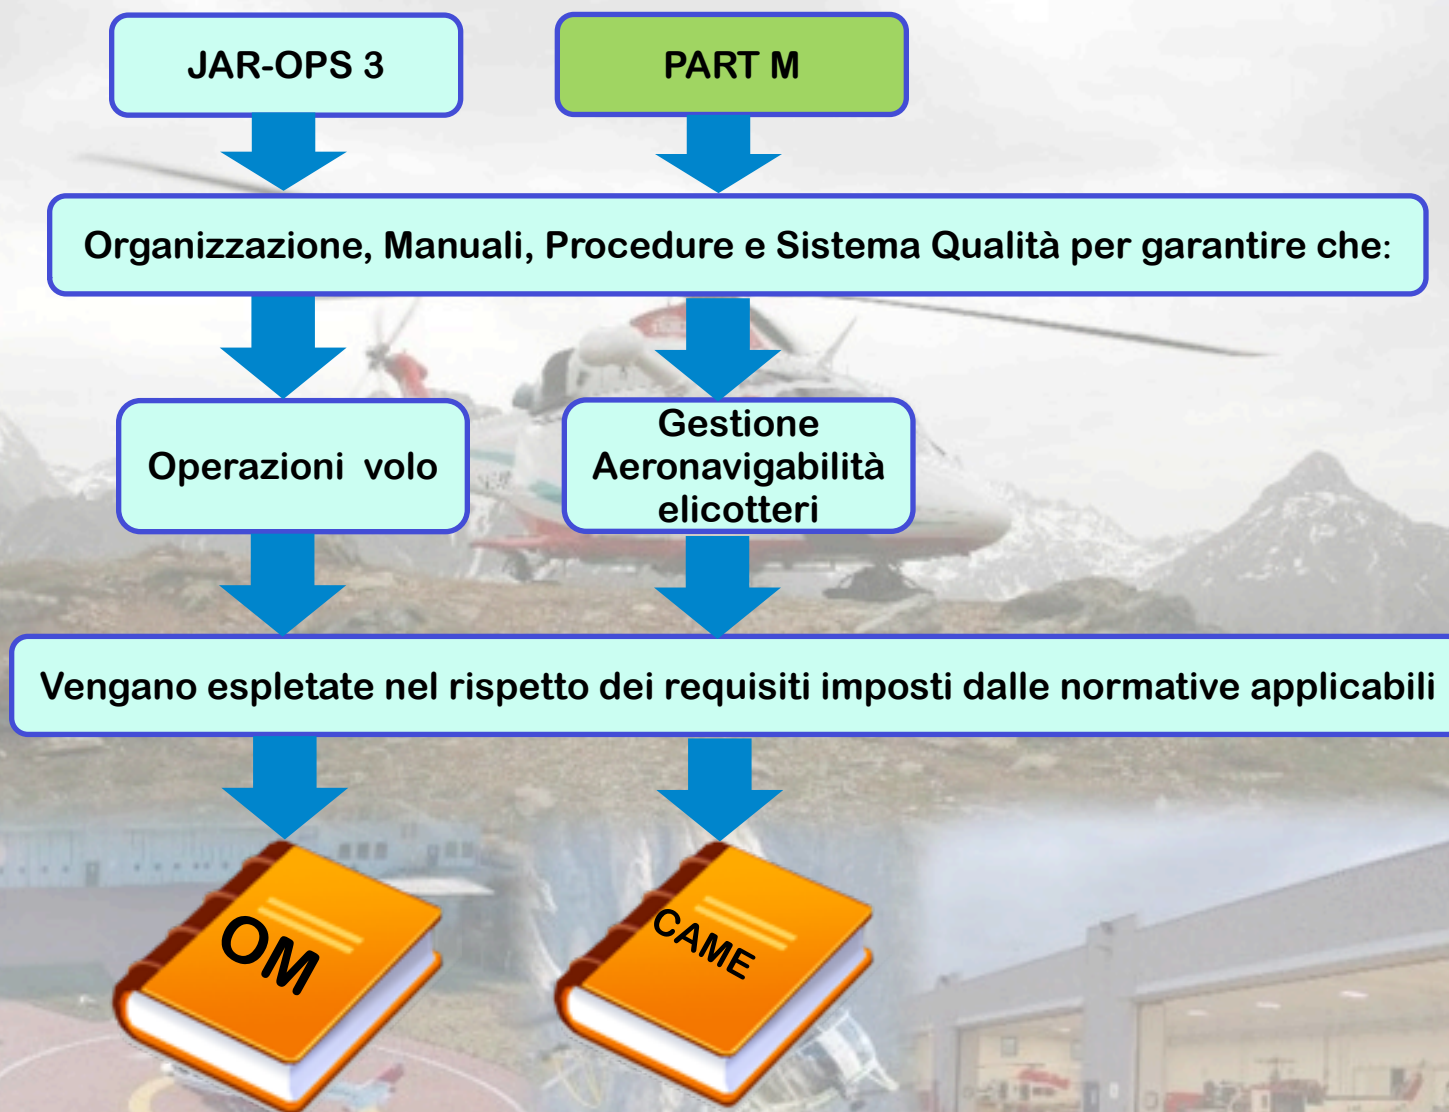 JAR-OPS 3
PART M
Organizzazione, Manuali, Procedure e Sistema Qualità per garantire che:
Operazioni volo
Gestione
Aeronavigabilità
elicotteri
Vengano espletate nel rispetto dei requisiti imposti dalle normative applicabili
OM
CAME